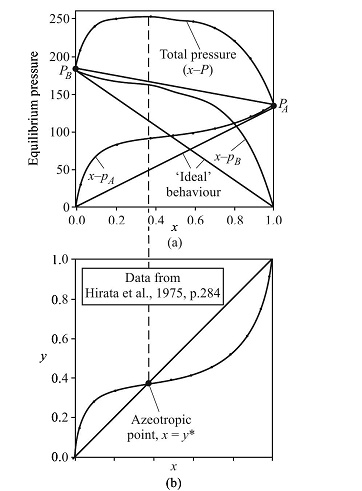 250
200
150
100
50
0
Equilibrium pressure
P_B
Total pressure
(x–P)
P_A
x–p_A
x–p_B
'Ideal'
behaviour
0.0 0.2 0.4 0.6 0.8 1.0
x
(a)
1.0
0.8
0.6
0.4
0.2
0.0
y
Data from
Hirata et al., 1975, p.284
Azeotropic
point, x = y*
x
(b)